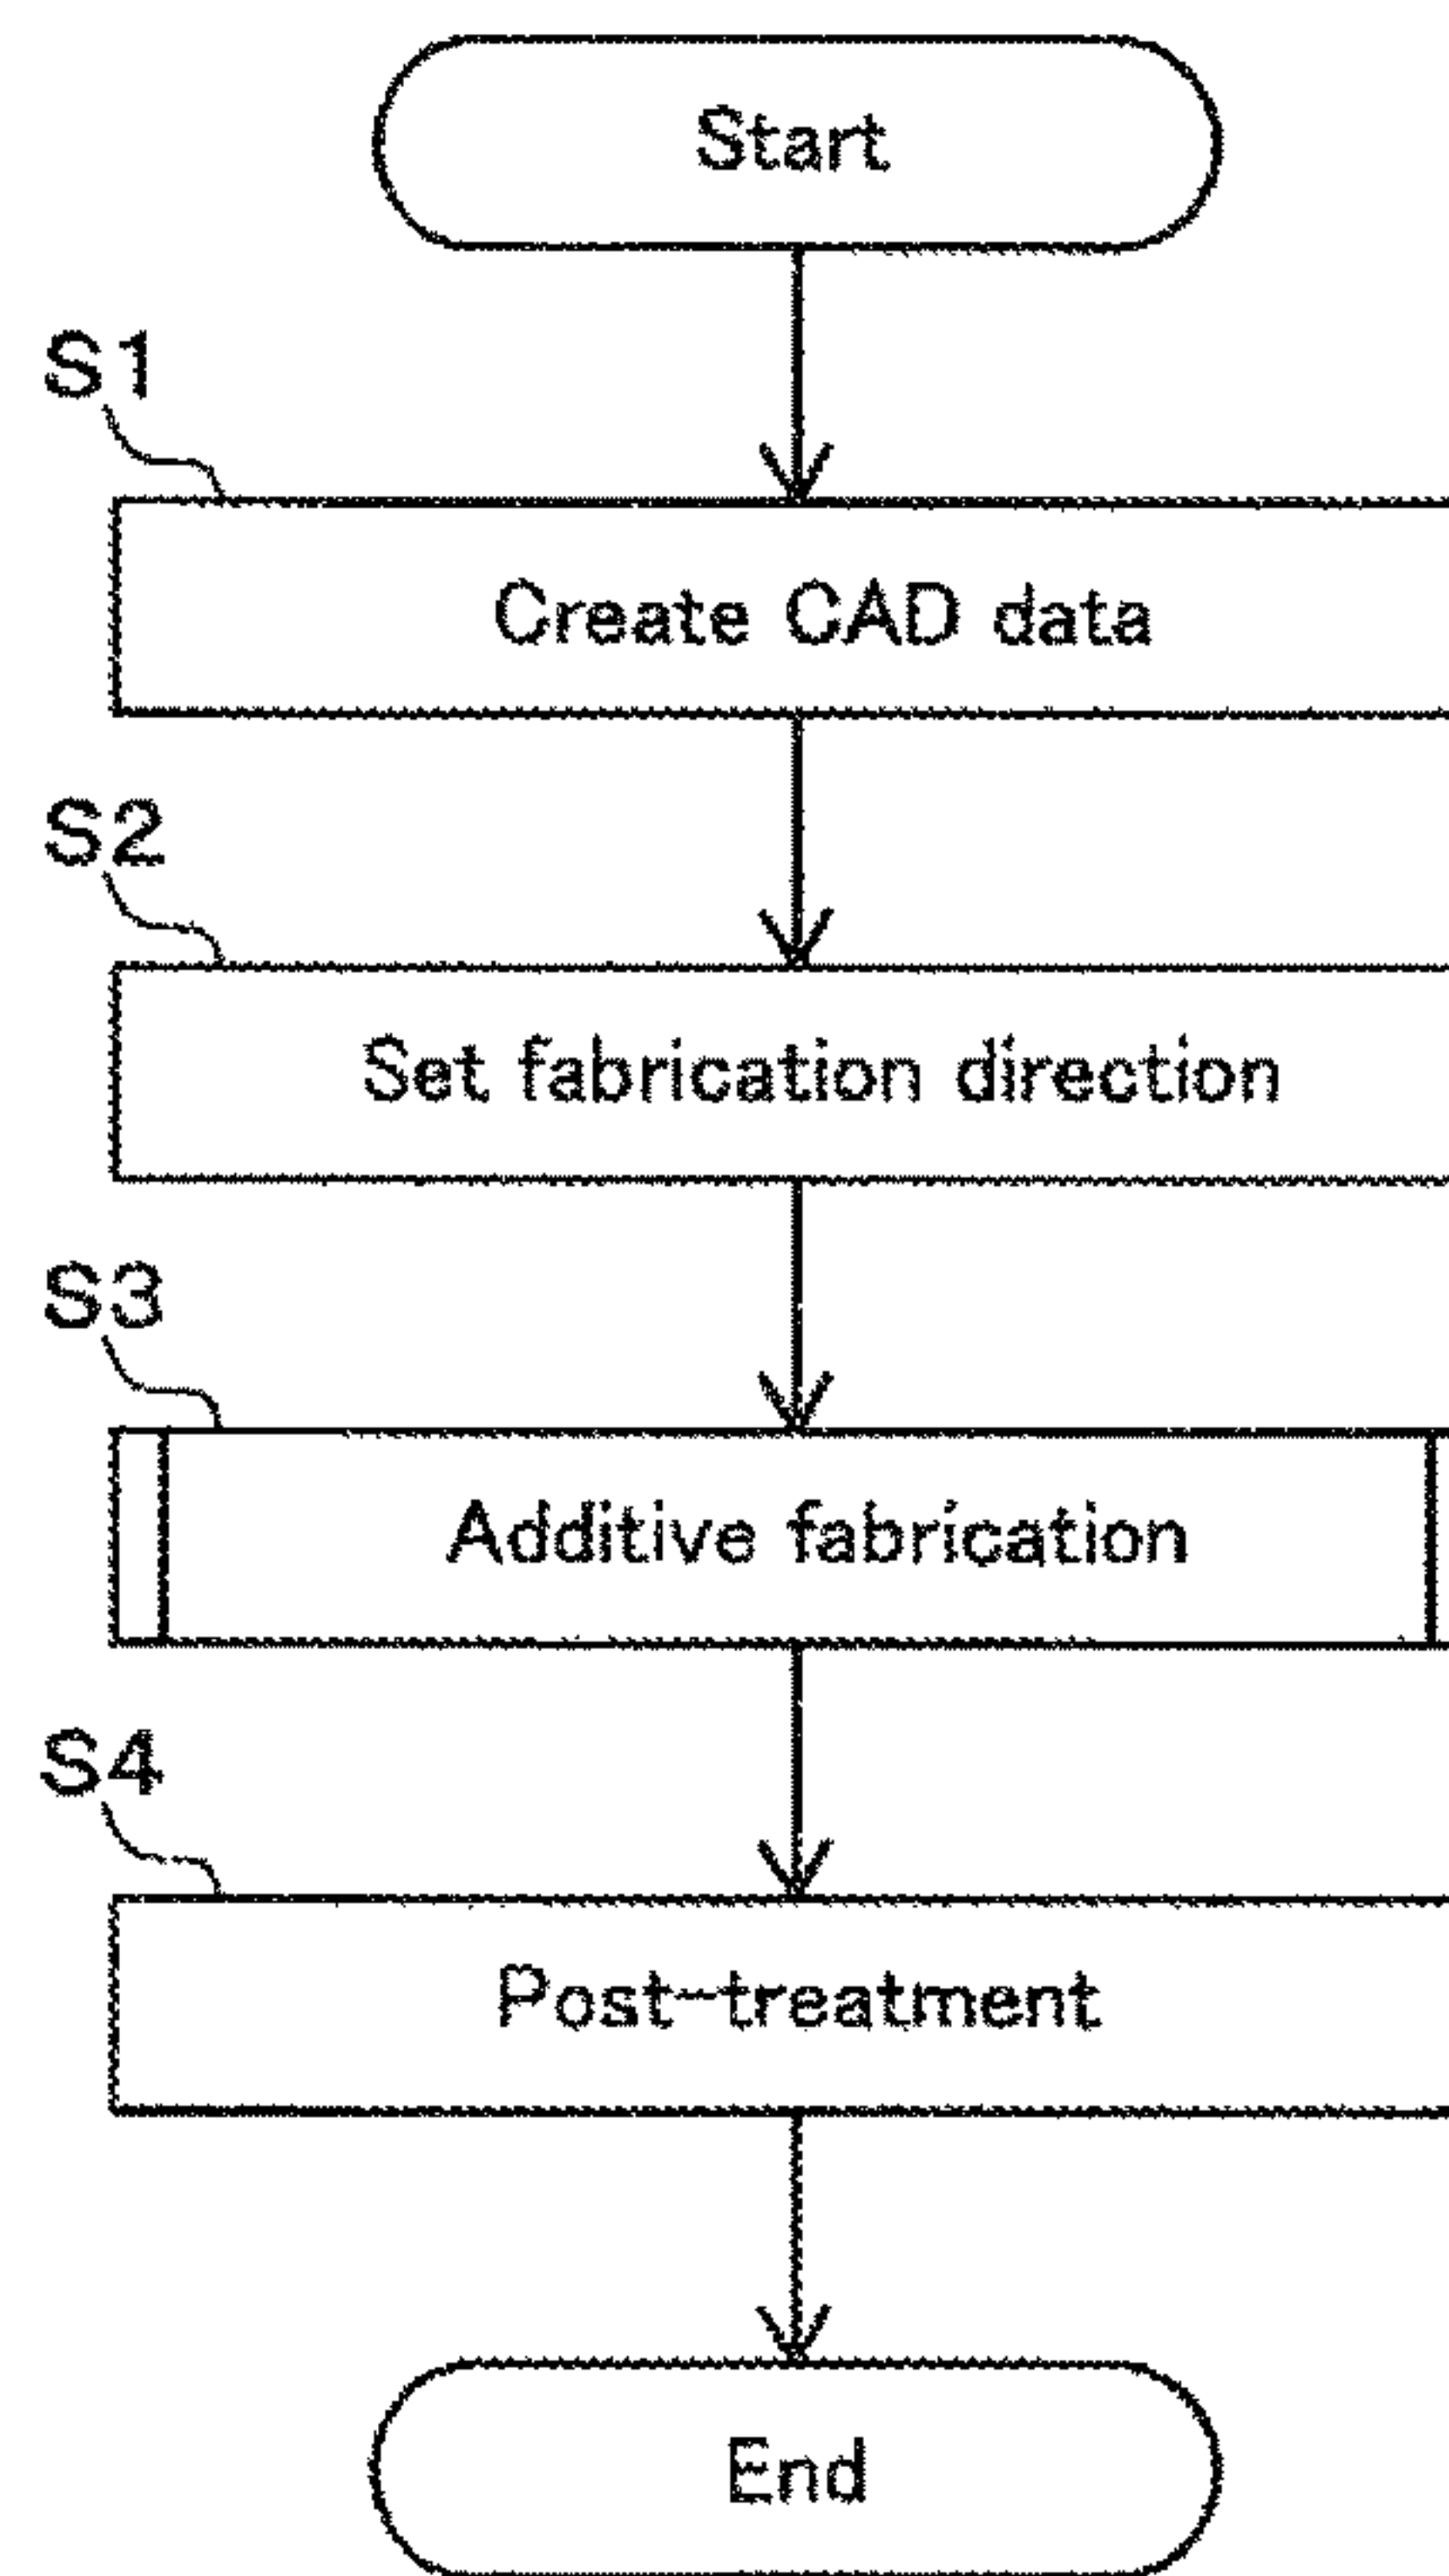 Start
S1
Create CAD data
S2
Set fabrication direction
S3
Additive fabrication
S4
Post-treatment
End